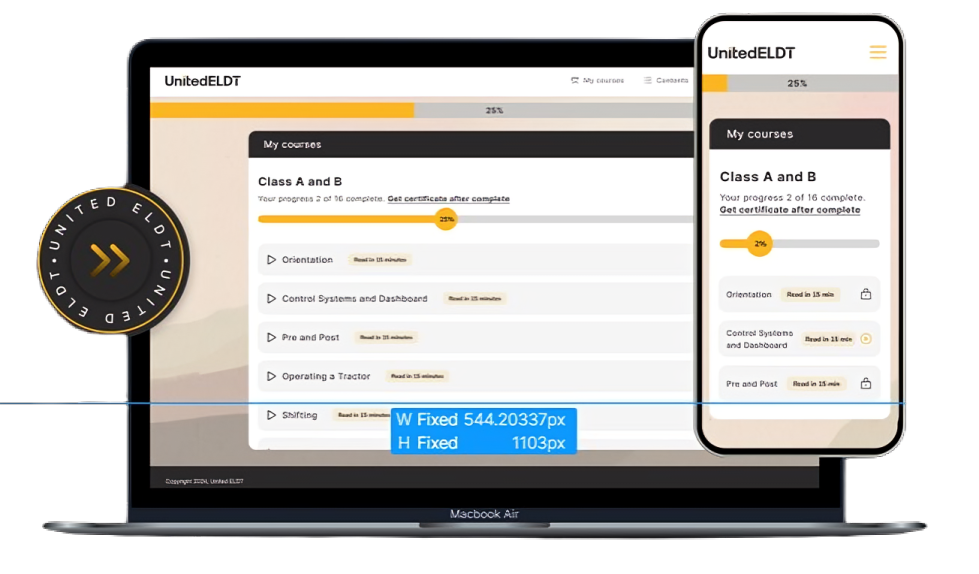 UnitedELDT
My courses
Contacts
25%
My courses
Class A and B
Your progress 2 of 16 complete. Get certificate after complete
25%
Orientation Read in 15 minutes
Control Systems and Dashboard Read in 15 minutes
Pre and Post Read in 15 minutes
Operating a Tractor Read in 15 minutes
Shifting Read in 15 minutes
Copyright 2024, United ELDT
Macbook Air
UNITED ELDT • UNITED ELDT •
W Fixed 544.20337px
H Fixed 1103px
UnitedELDT
25%
My courses
Class A and B
Your progress 2 of 16 complete.
Get certificate after complete
2%
Orientation Read in 15 min
Control Systems
and Dashboard Read in 15 min
Pre and Post Read in 15 min